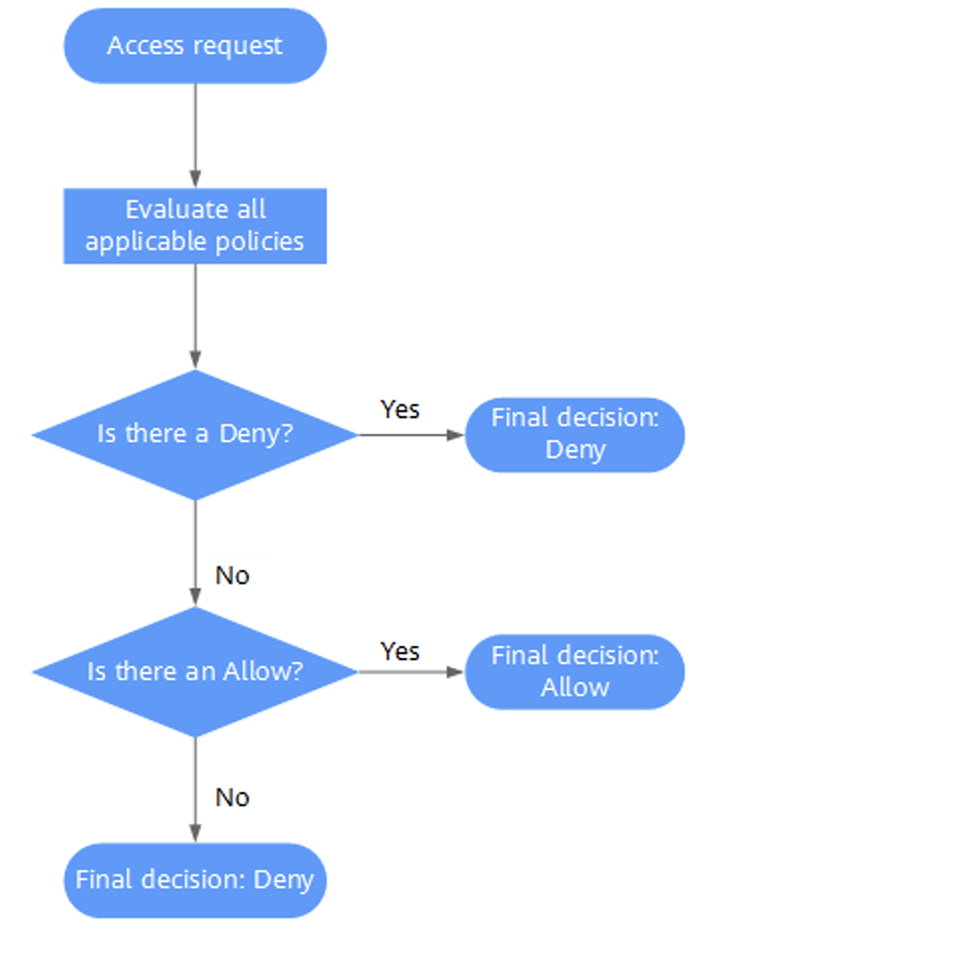 Access request
Evaluate all
applicable policies
Is there a Deny?
Yes
Final decision:
Deny
No
Is there an Allow?
Yes
Final decision:
Allow
No
Final decision: Deny